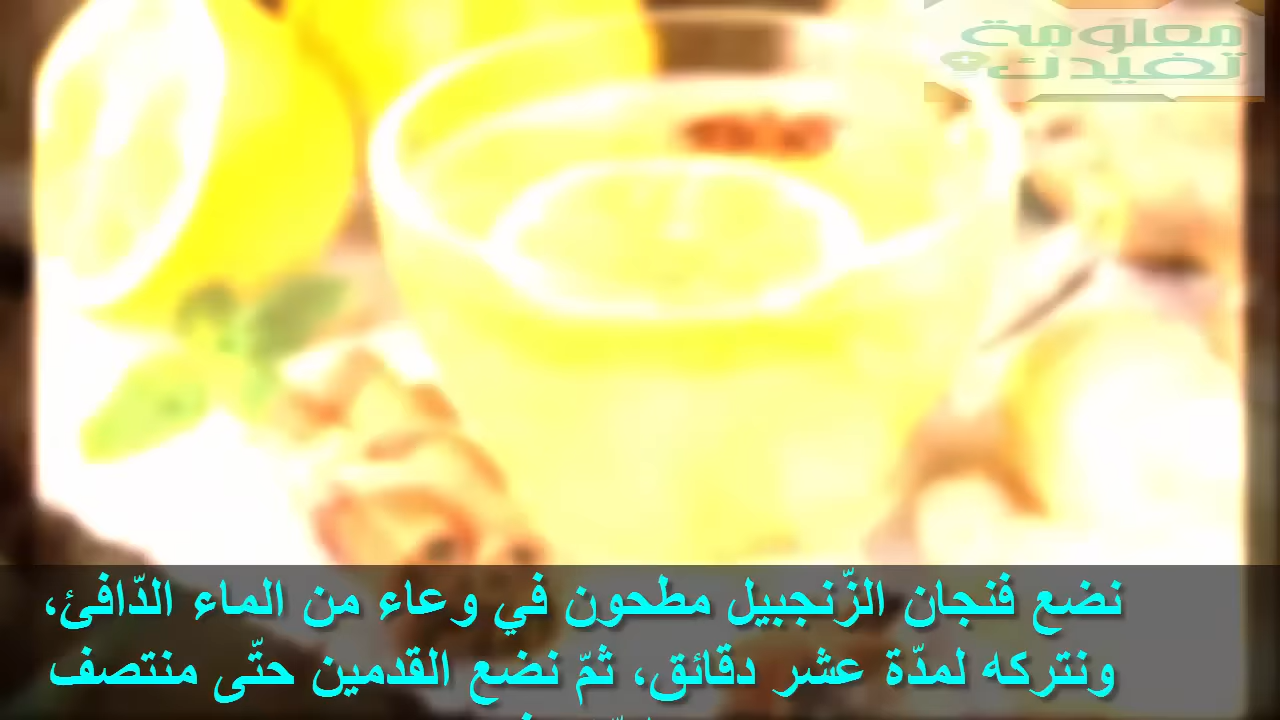 معلومة
تفيدك
نضع فنجان الزّنجبيل مطحون في وعاء من الماء الدّافئ،
ونتركه لمدّة عشر دقائق، ثمّ نضع القدمين حتّى منتصف